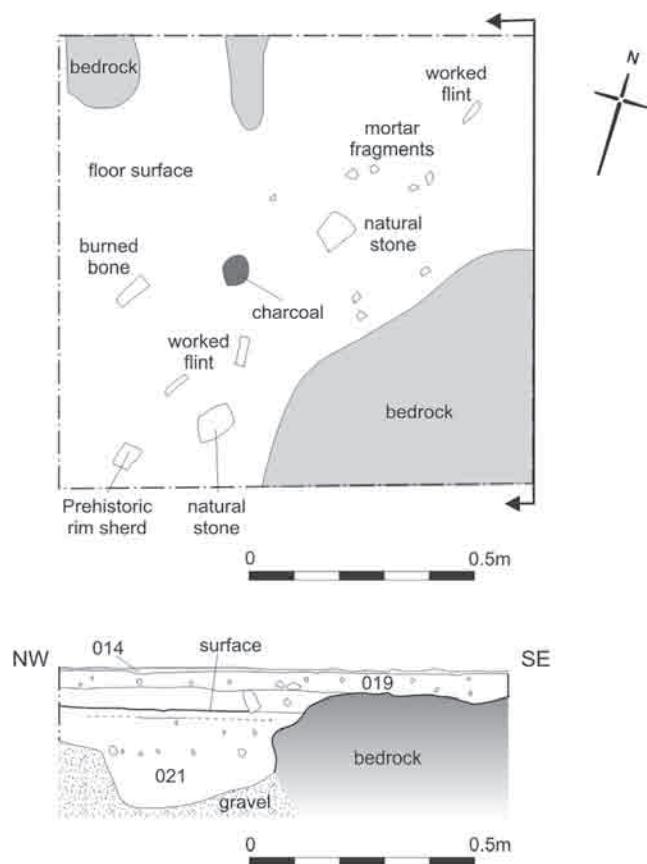 bedrock
N
worked
flint
mortar
fragments
floor surface
natural
stone
burned
bone
charcoal
worked
flint
bedrock
Prehistoric
rim sherd
natural
stone
0 0.5m
NW 014 surface SE
019
bedrock
021
gravel
0 0.5m